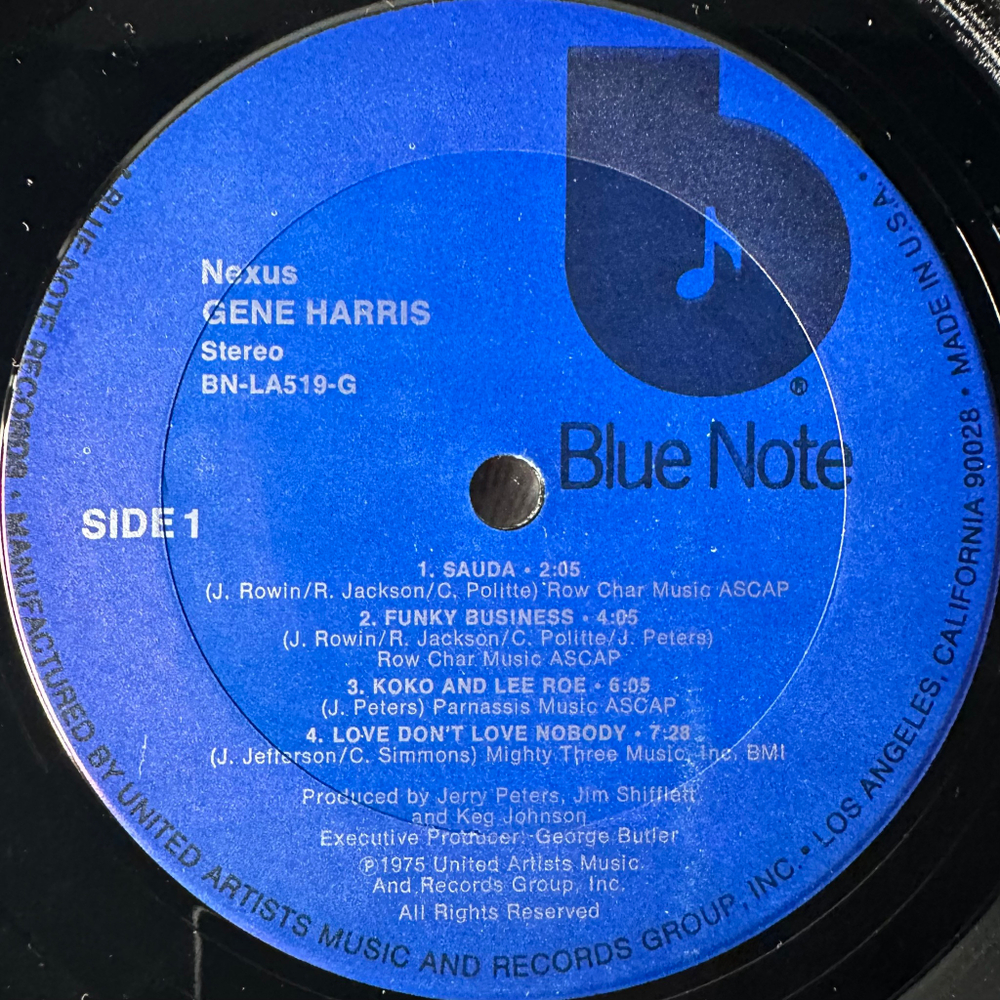 Nexus
GENE HARRIS
Stereo
BN-LA519-G
®
Blue Note
SIDE 1
1. SAUDA • 2:05
(J. Rowin/R. Jackson/C. Politte) Row Char Music ASCAP
2. FUNKY BUSINESS • 4:05
(J. Rowin/R. Jackson/C. Politte/J. Peters)
Row Char Music ASCAP
3. KOKO AND LEE ROE • 6:05
(J. Peters) Parnassis Music ASCAP
4. LOVE DON'T LOVE NOBODY • 7:28
(J. Jefferson/C. Simmons) Mighty Three Music, Inc. BMI
Produced by Jerry Peters, Jim Shifflett
and Keg Johnson
Executive Producer: George Butler
℗1975 United Artists Music
And Records Group, Inc.
All Rights Reserved
BLUE NOTE RECORDS • MANUFACTURED BY UNITED ARTISTS MUSIC AND RECORDS GROUP, INC. • LOS ANGELES, CALIFORNIA 90028 • MADE IN U.S.A. •